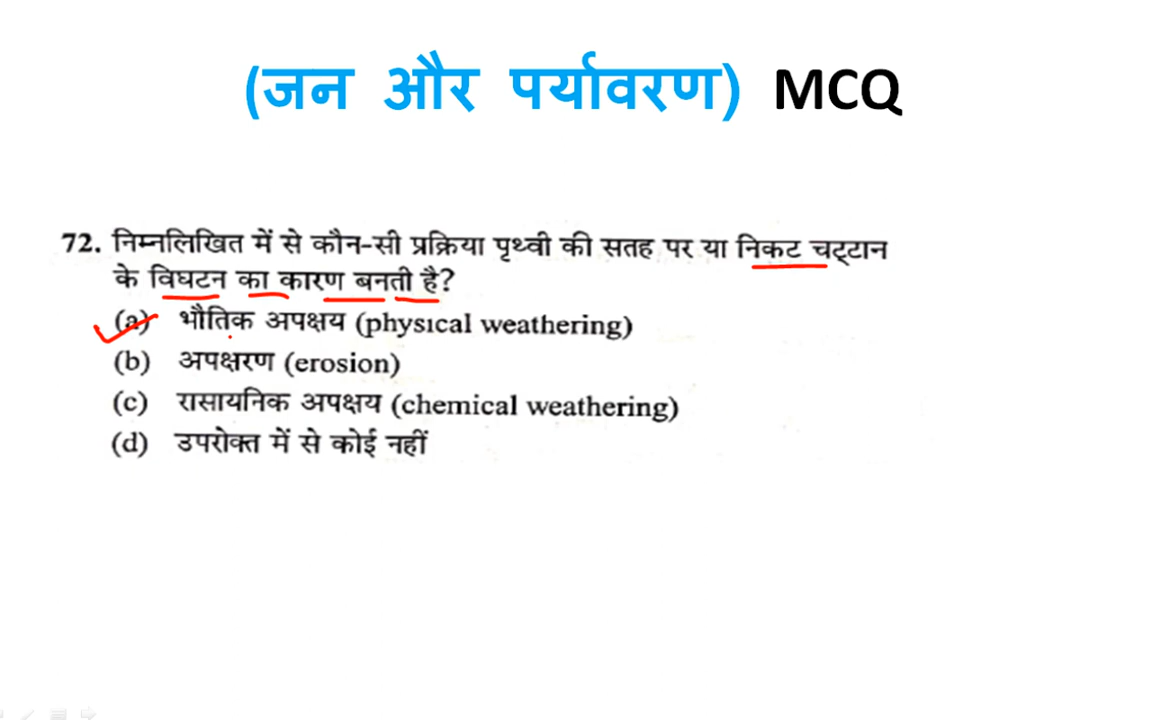 (जन और पर्यावरण) MCQ
72. निम्नलिखित में से कौन-सी प्रक्रिया पृथ्वी की सतह पर या निकट चट्टान
के विघटन का कारण बनती है?
(a) भौतिक अपक्षय (physical weathering)
(b) अपक्षरण (erosion)
(c) रासायनिक अपक्षय (chemical weathering)
(d) उपरोक्त में से कोई नहीं